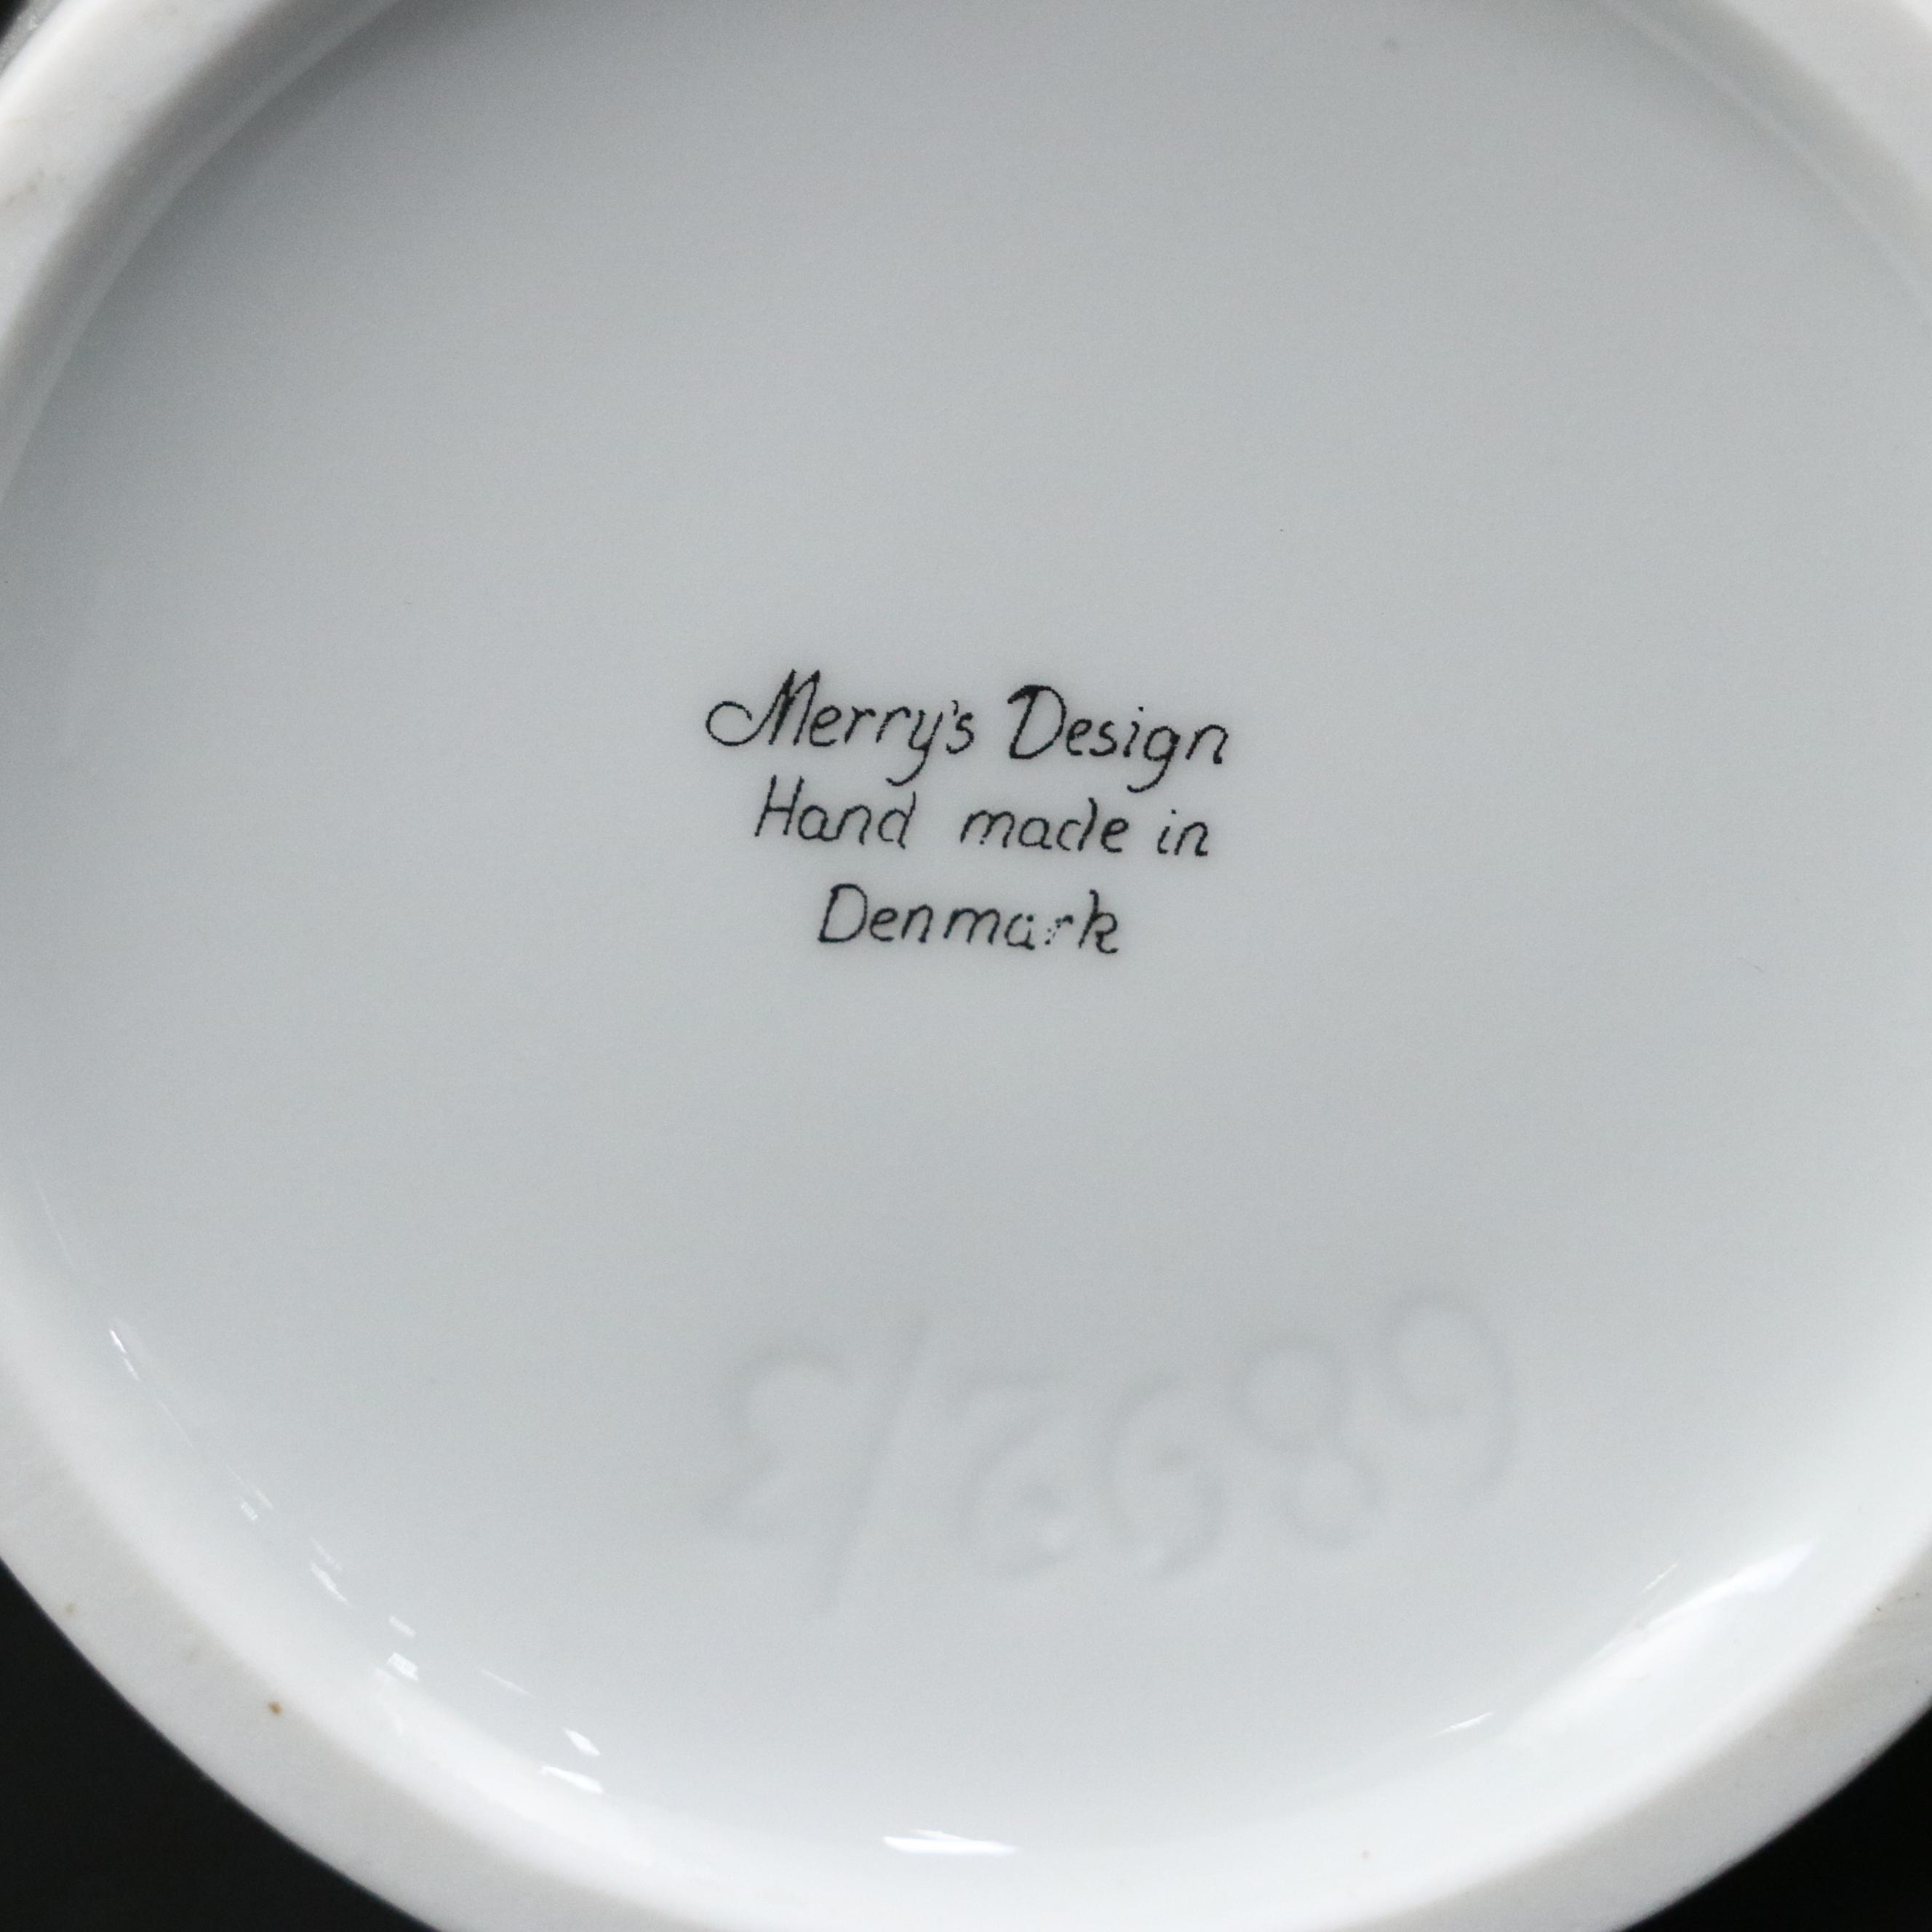 Merry's Design
Hand made in
Denmark